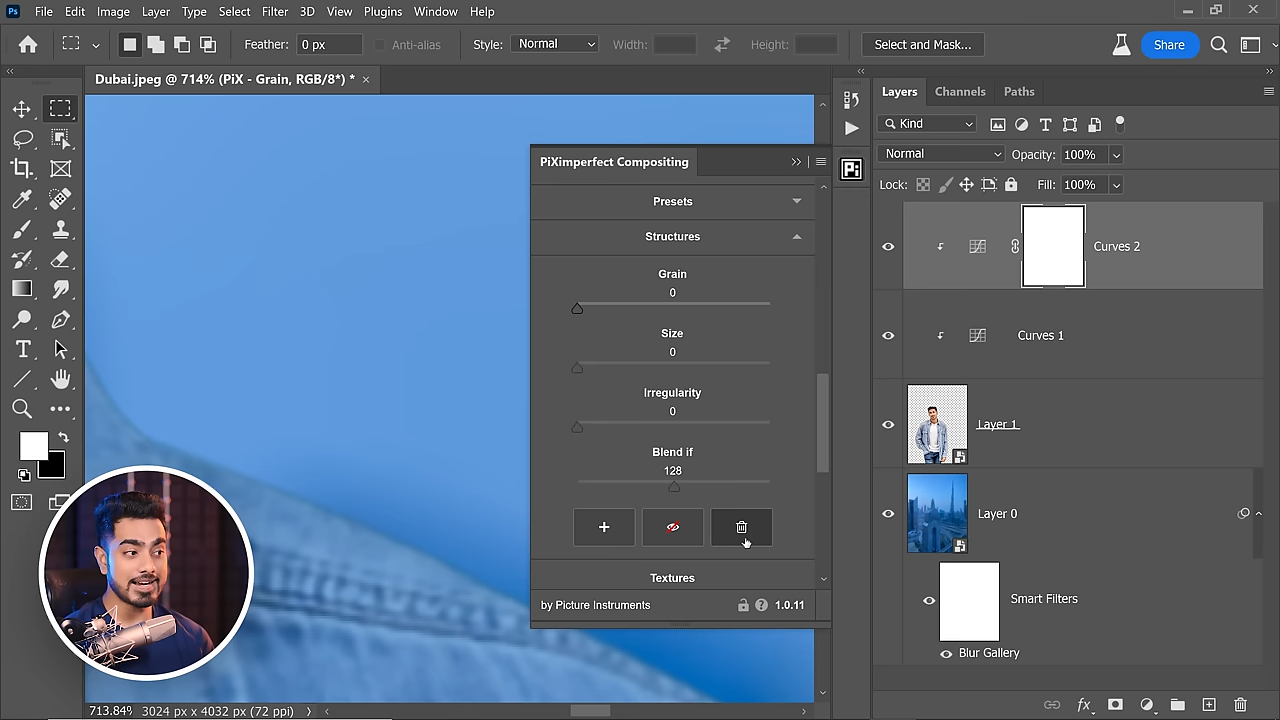 Ps File Edit Image Layer Type Select Filter 3D View Plugins Window Help
Feather: 0 px Anti-alias Style: Normal Width: Height: Select and Mask... Share
Dubai.jpeg @ 714% (PiX - Grain, RGB/8*) * ×
Layers Channels Paths
Kind
Normal Opacity: 100%
Lock: Fill: 100%
PiXimperfect Compositing
Pi
Presets
Structures
Grain
0
Size
0
Irregularity
0
Blend if
128
Textures
by Picture Instruments 1.0.11
Curves 2
Curves 1
Layer 1
Layer 0
Smart Filters
Blur Gallery
713.84% 3024 px x 4032 px (72 ppi)
fx